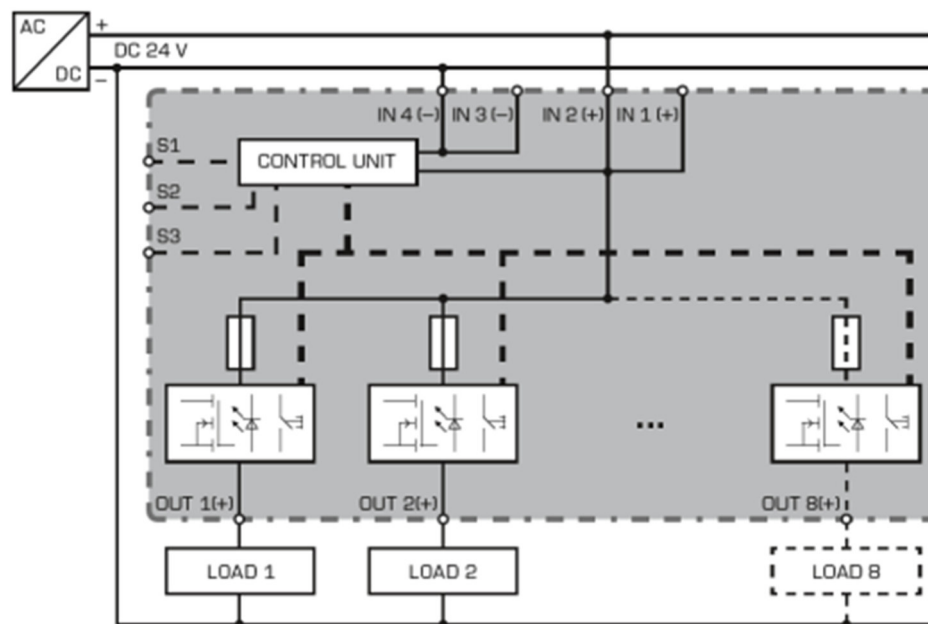 AC
+
DC 24 V
DC
–
IN 4 (–) IN 3 (–) IN 2 (+) IN 1 (+)
S1
CONTROL UNIT
S2
S3
...
OUT 1(+) OUT 2(+) OUT 8(+)
LOAD 1 LOAD 2 LOAD 8